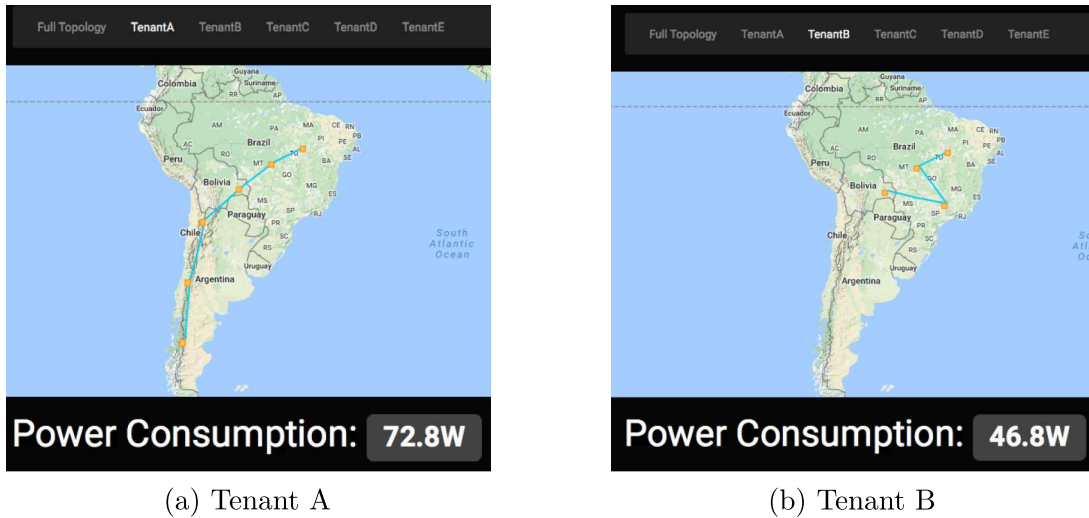 Full Topology TenantA TenantB TenantC TenantD TenantE
Guyana
Colombia
Suriname
RR AP
Ecuador
AM PA MA CE RN
PB
PI
PE
AL
SE
Brazil
AC
RO
TO
BA
Peru
MT
GO
Bolivia
MG
MS
ES
SP
RJ
Paraguay
PR
Chile
SC
RS
South
Atlantic
Ocean
Uruguay
Argentina
Power Consumption: 72.8W
(a) Tenant A
Full Topology TenantA TenantB TenantC TenantD TenantE
Guyana
Colombia
Suriname
RR AP
Ecuador
AM PA MA CE RN
PB
PI
PE
AL
SE
Brazil
AC
RO
TO
BA
Peru
MT
GO
Bolivia
MG
MS
ES
SP
RJ
Paraguay
PR
Chile
SC
RS
Uruguay
Argentina
Power Consumption: 46.8W
(b) Tenant B